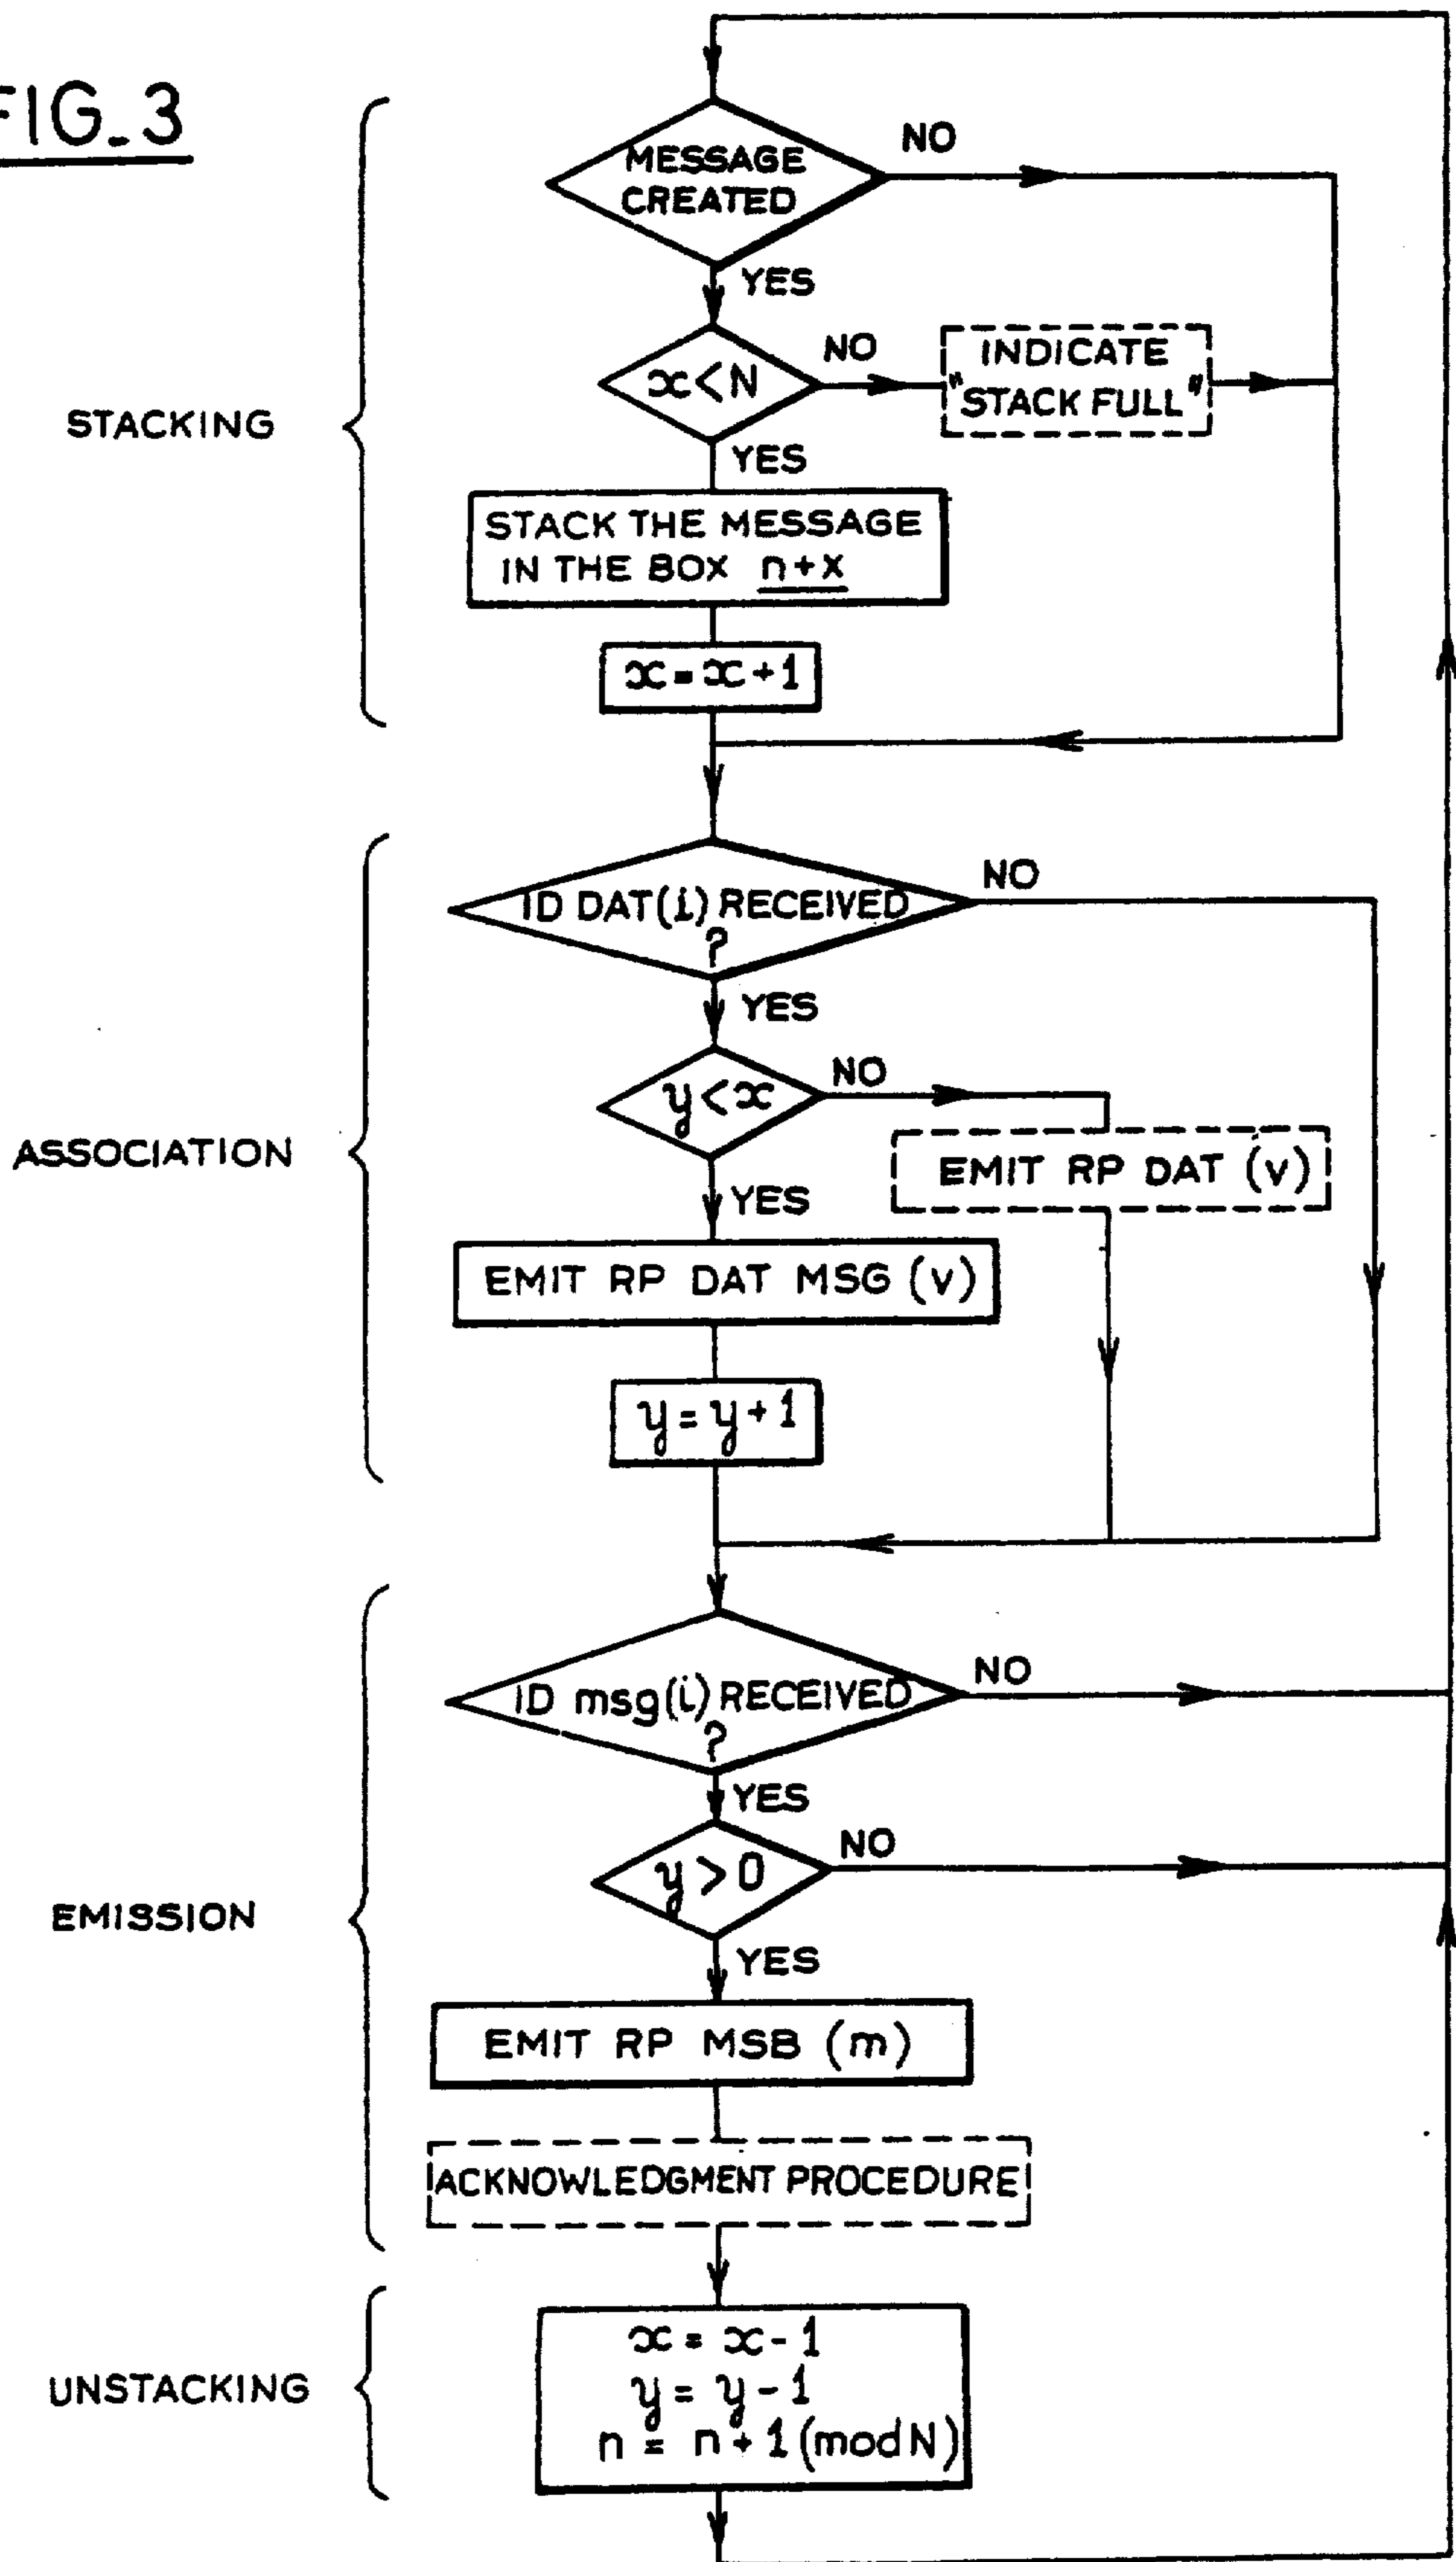 FIG_3
MESSAGE
CREATED
NO
YES
x<N
NO
INDICATE
"STACK FULL"
STACKING
YES
STACK THE MESSAGE
IN THE BOX n+x
x=x+1
ID DAT(i) RECEIVED
?
NO
YES
y<x
NO
ASSOCIATION
EMIT RP DAT (v)
YES
EMIT RP DAT MSG (v)
y=y+1
ID msg(i) RECEIVED
?
NO
YES
y>0
NO
EMISSION
YES
EMIT RP MSB (m)
ACKNOWLEDGMENT PROCEDURE
UNSTACKING
x = x-1
y = y-1
n = n+1 (mod N)